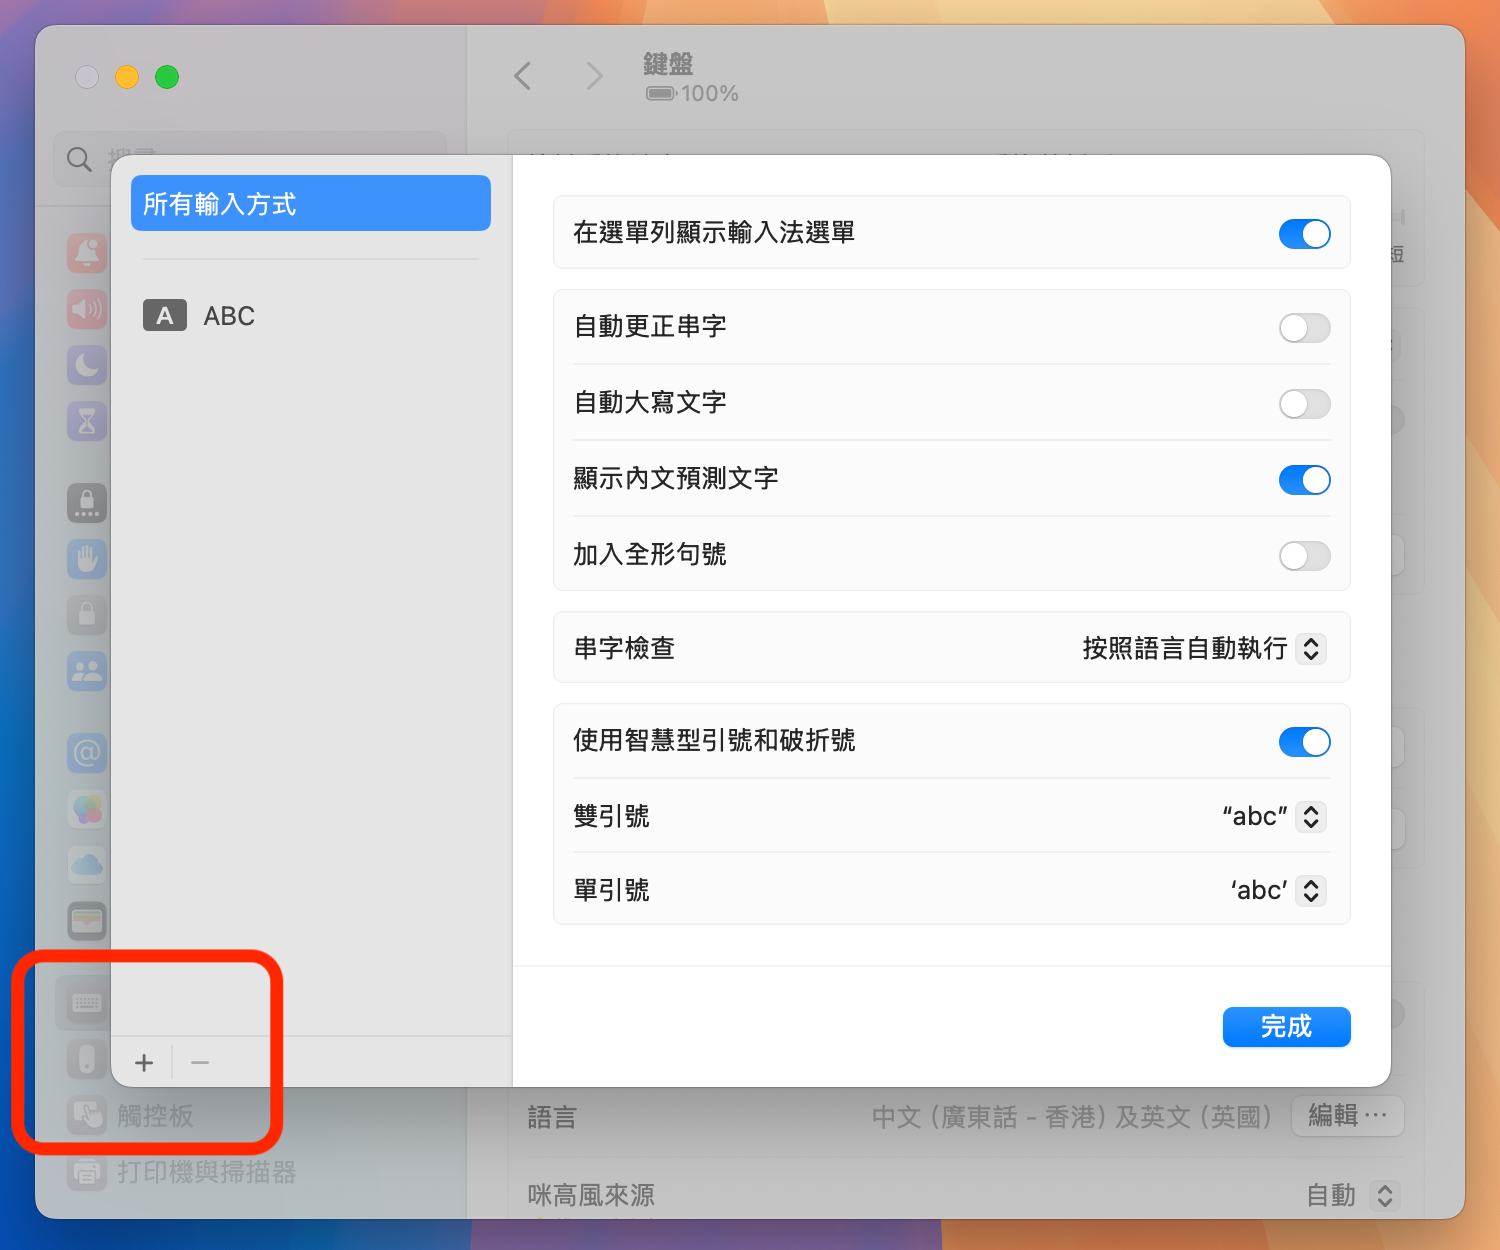 鍵盤
100%
搜尋
所有輸入方式
A ABC
在選單列顯示輸入法選單
自動更正串字
自動大寫文字
顯示內文預測文字
加入全形句號
串字檢查 按照語言自動執行
使用智慧型引號和破折號
雙引號 “abc”
單引號 ‘abc’
完成
短
觸控板
打印機與掃描器
語言 中文（廣東話 – 香港）及英文（英國） 編輯⋯
咪高風來源 自動